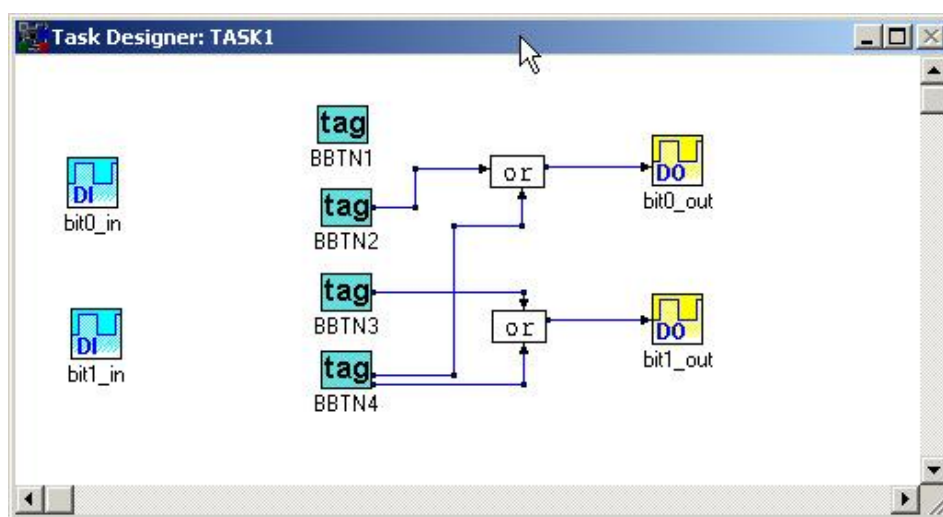 Task Designer: TASK1
tag
BBTN1
DI
bit0_in
tag
BBTN2
or
DO
bit0_out
tag
BBTN3
DI
bit1_in
or
DO
bit1_out
tag
BBTN4